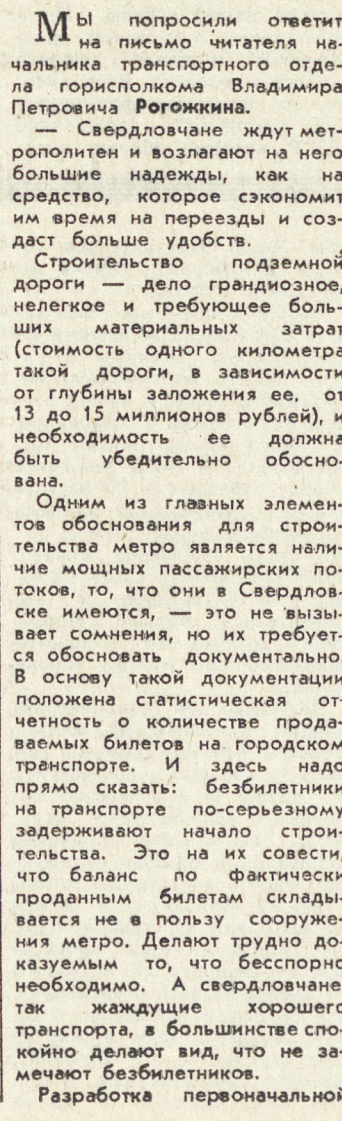 Мы попросили ответит
на письмо читателя на-
чальника транспортного отде-
ла горисполкома Владимира
Петровича Рогожкина.
— Свердловчане ждут мет-
рополитен и возлагают на него
большие надежды, как на
средство, которое сэкономит
им время на переезды и соз-
даст больше удобств.
Строительство подземной
дороги — дело грандиозное,
нелегкое и требующее боль-
ших материальных затрат
(стоимость одного километра
такой дороги, в зависимости
от глубины заложения ее, от
13 до 15 миллионов рублей), и
необходимость ее должна
быть убедительно обосно-
вана.
Одним из главных элемен-
тов обоснования для строи-
тельства метро является нали-
чие мощных пассажирских по-
токов, то, что они в Свердлов-
ске имеются, — это не вызы-
вает сомнения, но их требует-
ся обосновать документально.
В основу такой документации
положена статистическая от-
четность о количестве прода-
ваемых билетов на городском
транспорте. И здесь надо
прямо сказать: безбилетники
на транспорте по-серьезному
задерживают начало строи-
тельства. Это на их совести,
что баланс по фактически
проданным билетам склады-
вается не в пользу сооруже-
ния метро. Делают трудно до-
казуемым то, что бесспорно
необходимо. А свердловчане,
так жаждущие хорошего
транспорта, в большинстве спо-
койно делают вид, что не за-
мечают безбилетников.
Разработка первоначальной